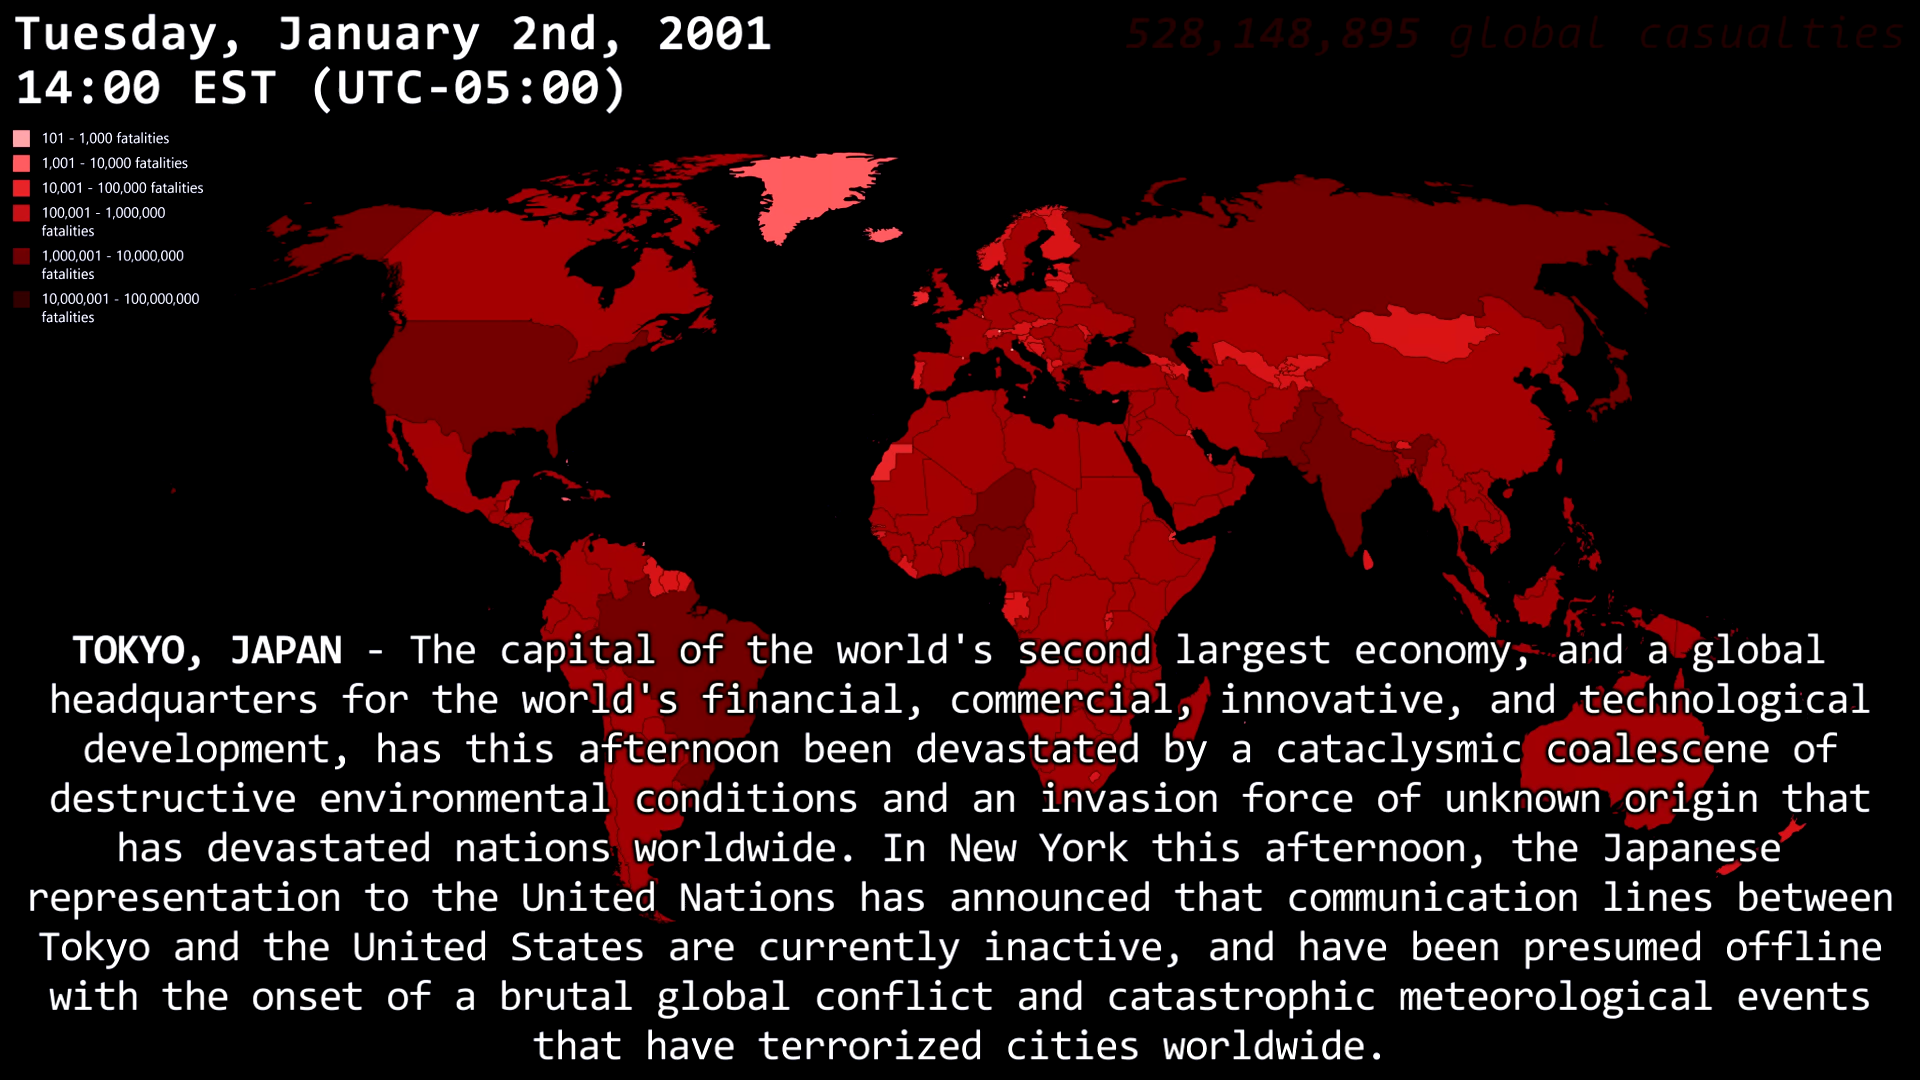 Tuesday, January 2nd, 2001
528,148,895 global casualties
14:00 EST (UTC-05:00)
101 - 1,000 fatalities
1,001 - 10,000 fatalities
10,001 - 100,000 fatalities
100,001 - 1,000,000
fatalities
1,000,001 - 10,000,000
fatalities
10,000,001 - 100,000,000
fatalities
TOKYO, JAPAN - The capital of the world's second largest economy, and a global
headquarters for the world's financial, commercial, innovative, and technological
development, has this afternoon been devastated by a cataclysmic coalescene of
destructive environmental conditions and an invasion force of unknown origin that
has devastated nations worldwide. In New York this afternoon, the Japanese
representation to the United Nations has announced that communication lines between
Tokyo and the United States are currently inactive, and have been presumed offline
with the onset of a brutal global conflict and catastrophic meteorological events
that have terrorized cities worldwide.